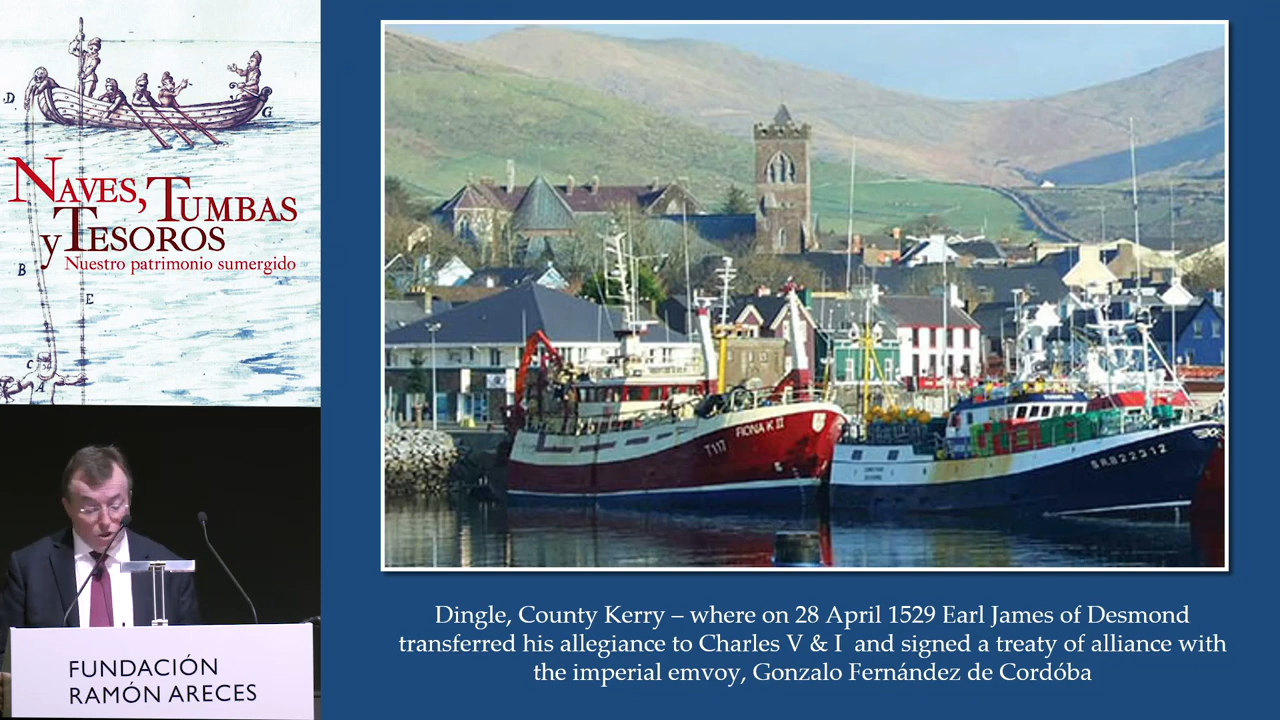 D
G
NAVES, TUMBAS
y TESOROS
Nuestro patrimonio sumergido
B
E
C
A
FIONA K II
T117
SRB22312
Dingle, County Kerry – where on 28 April 1529 Earl James of Desmond
transferred his allegiance to Charles V & I and signed a treaty of alliance with
the imperial emvoy, Gonzalo Fernández de Cordóba
FUNDACIÓN
RAMÓN ARECES